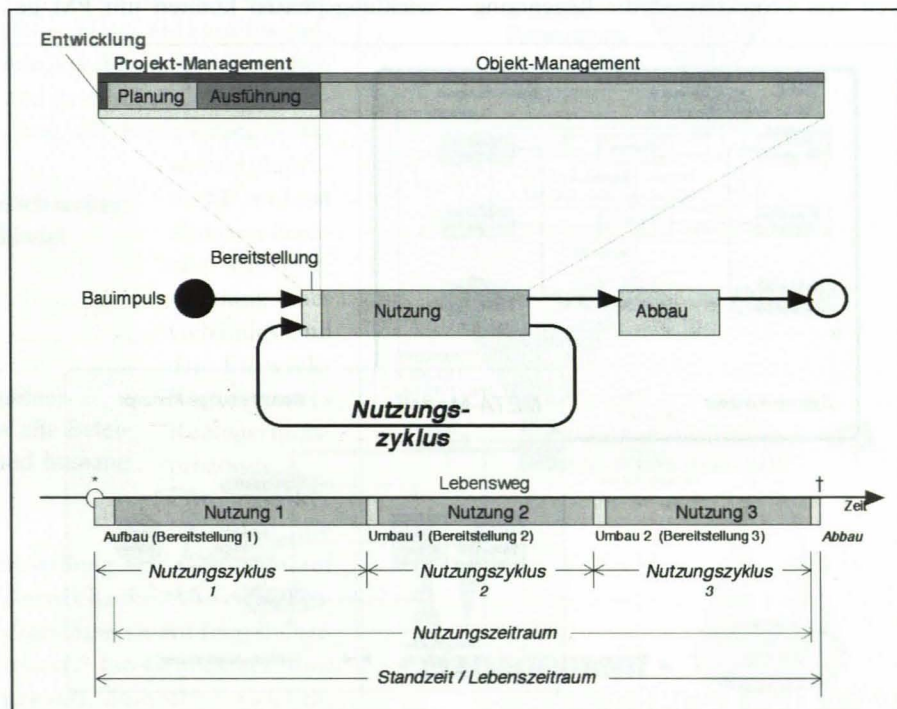 Entwicklung
Projekt-Management Objekt-Management
Planung Ausführung
Bereitstellung
Bauimpuls Nutzung Abbau
Nutzungs-
zyklus
* Lebensweg †
Zeit
Nutzung 1 Nutzung 2 Nutzung 3
Aufbau (Bereitstellung 1) Umbau 1 (Bereitstellung 2) Umbau 2 (Bereitstellung 3) Abbau
Nutzungszyklus Nutzungszyklus Nutzungszyklus
1 2 3
Nutzungszeitraum
Standzeit / Lebenszeitraum